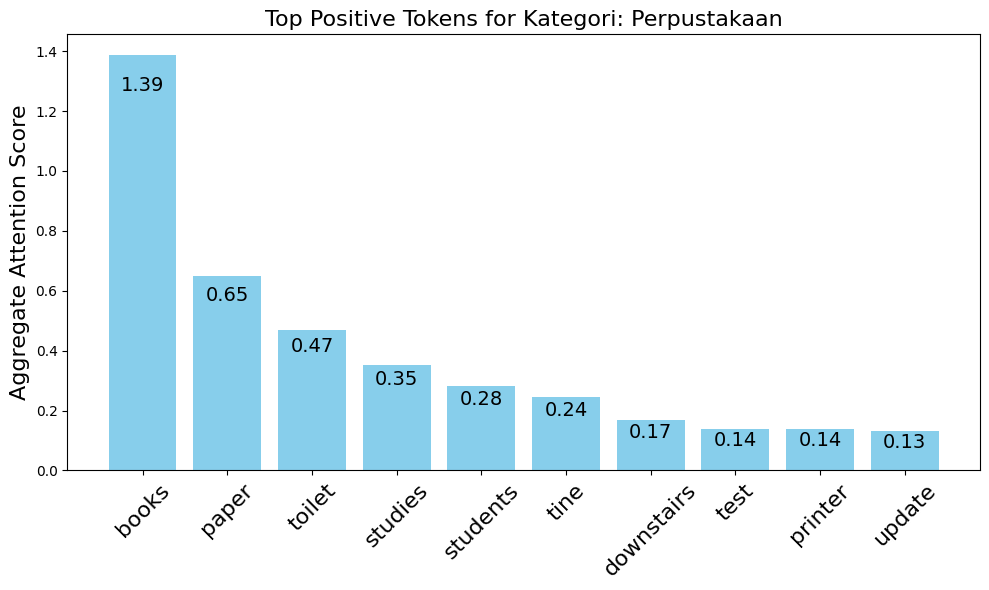 Top Positive Tokens for Kategori: Perpustakaan
Aggregate Attention Score
1.4
1.2
1.0
0.8
0.6
0.4
0.2
0.0
1.39
0.65
0.47
0.35
0.28
0.24
0.17
0.14
0.14
0.13
books
paper
toilet
studies
students
tine
downstairs
test
printer
update